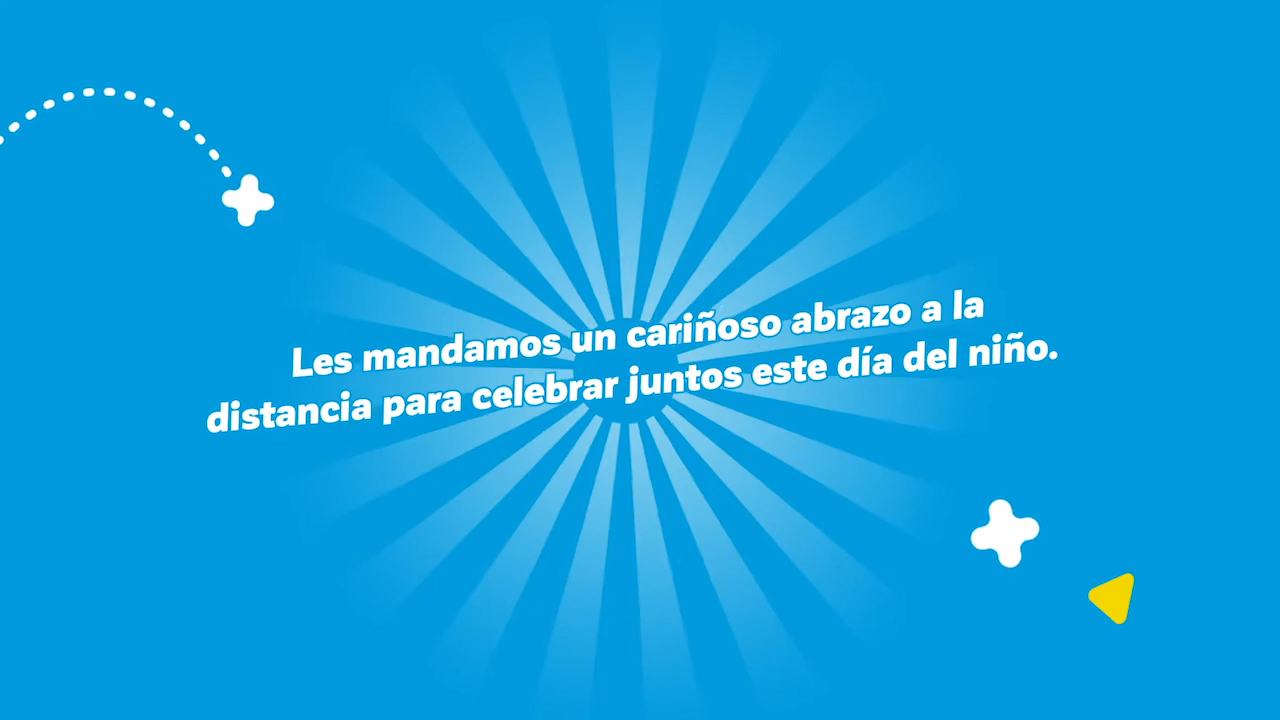 Les mandamos un cariñoso abrazo a la
distancia para celebrar juntos este día del niño.